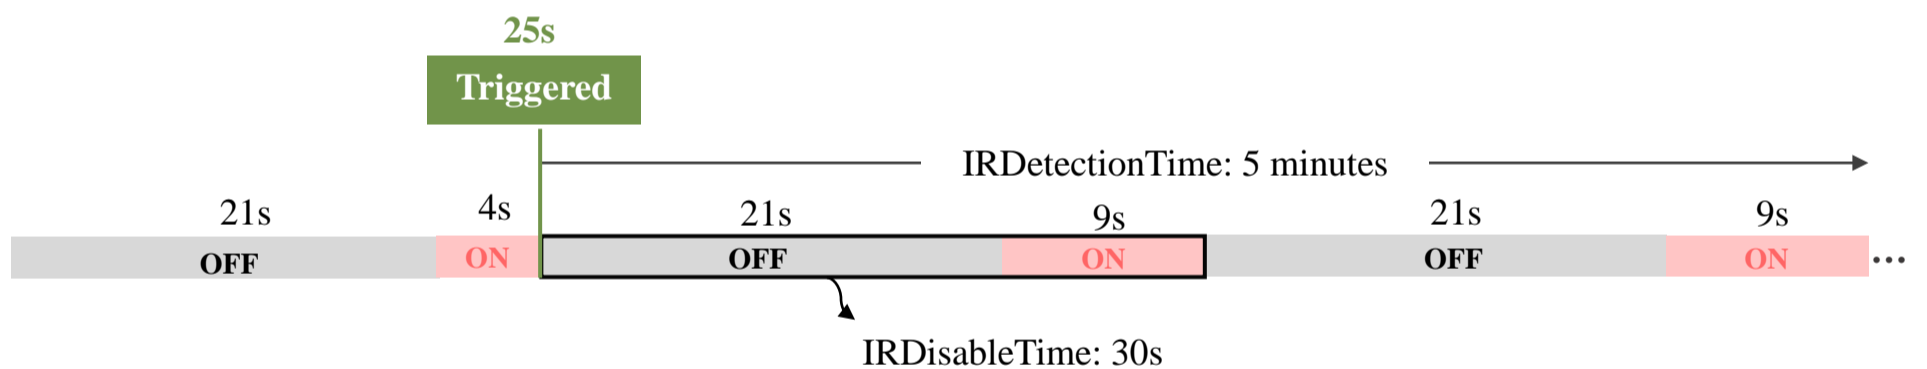 25s
Triggered
IRDetectionTime: 5 minutes
21s 4s 21s 9s 21s 9s
OFF ON OFF ON OFF ON ...
IRDisableTime: 30s